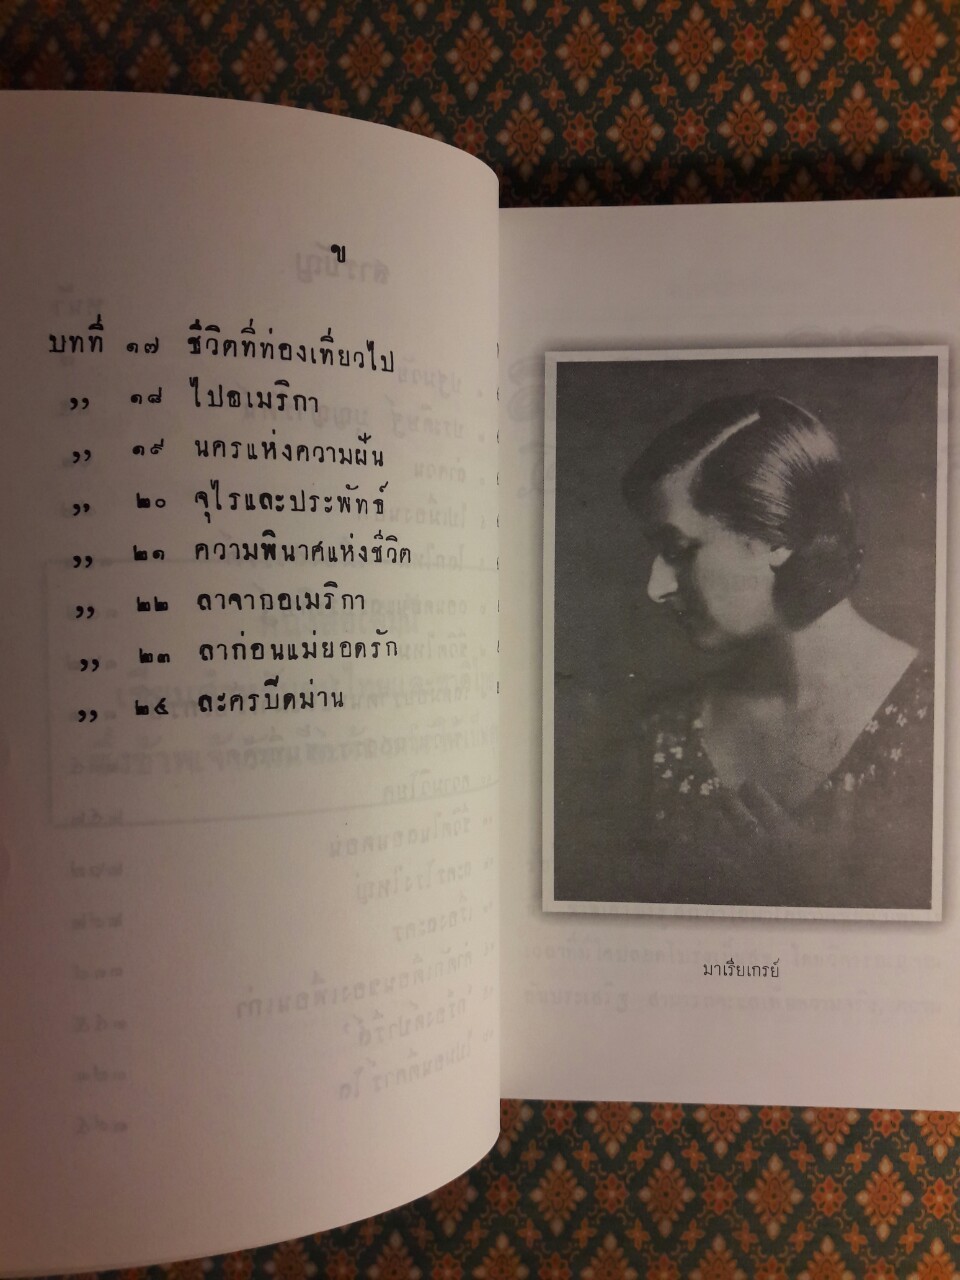 ข
บทที่ ๑๗ ชีวิตที่ท่องเที่ยวไป
,, ๑๘ ไปอเมริกา
,, ๑๙ นครแห่งความฝัน
,, ๒๐ จุไรและประพัทธ์
,, ๒๑ ความพินาศแห่งชีวิต
,, ๒๒ ลาจากอเมริกา
,, ๒๓ ลาก่อนแม่ยอดรัก
,, ๒๔ ละครปิดม่าน
มาเรียเกรย์